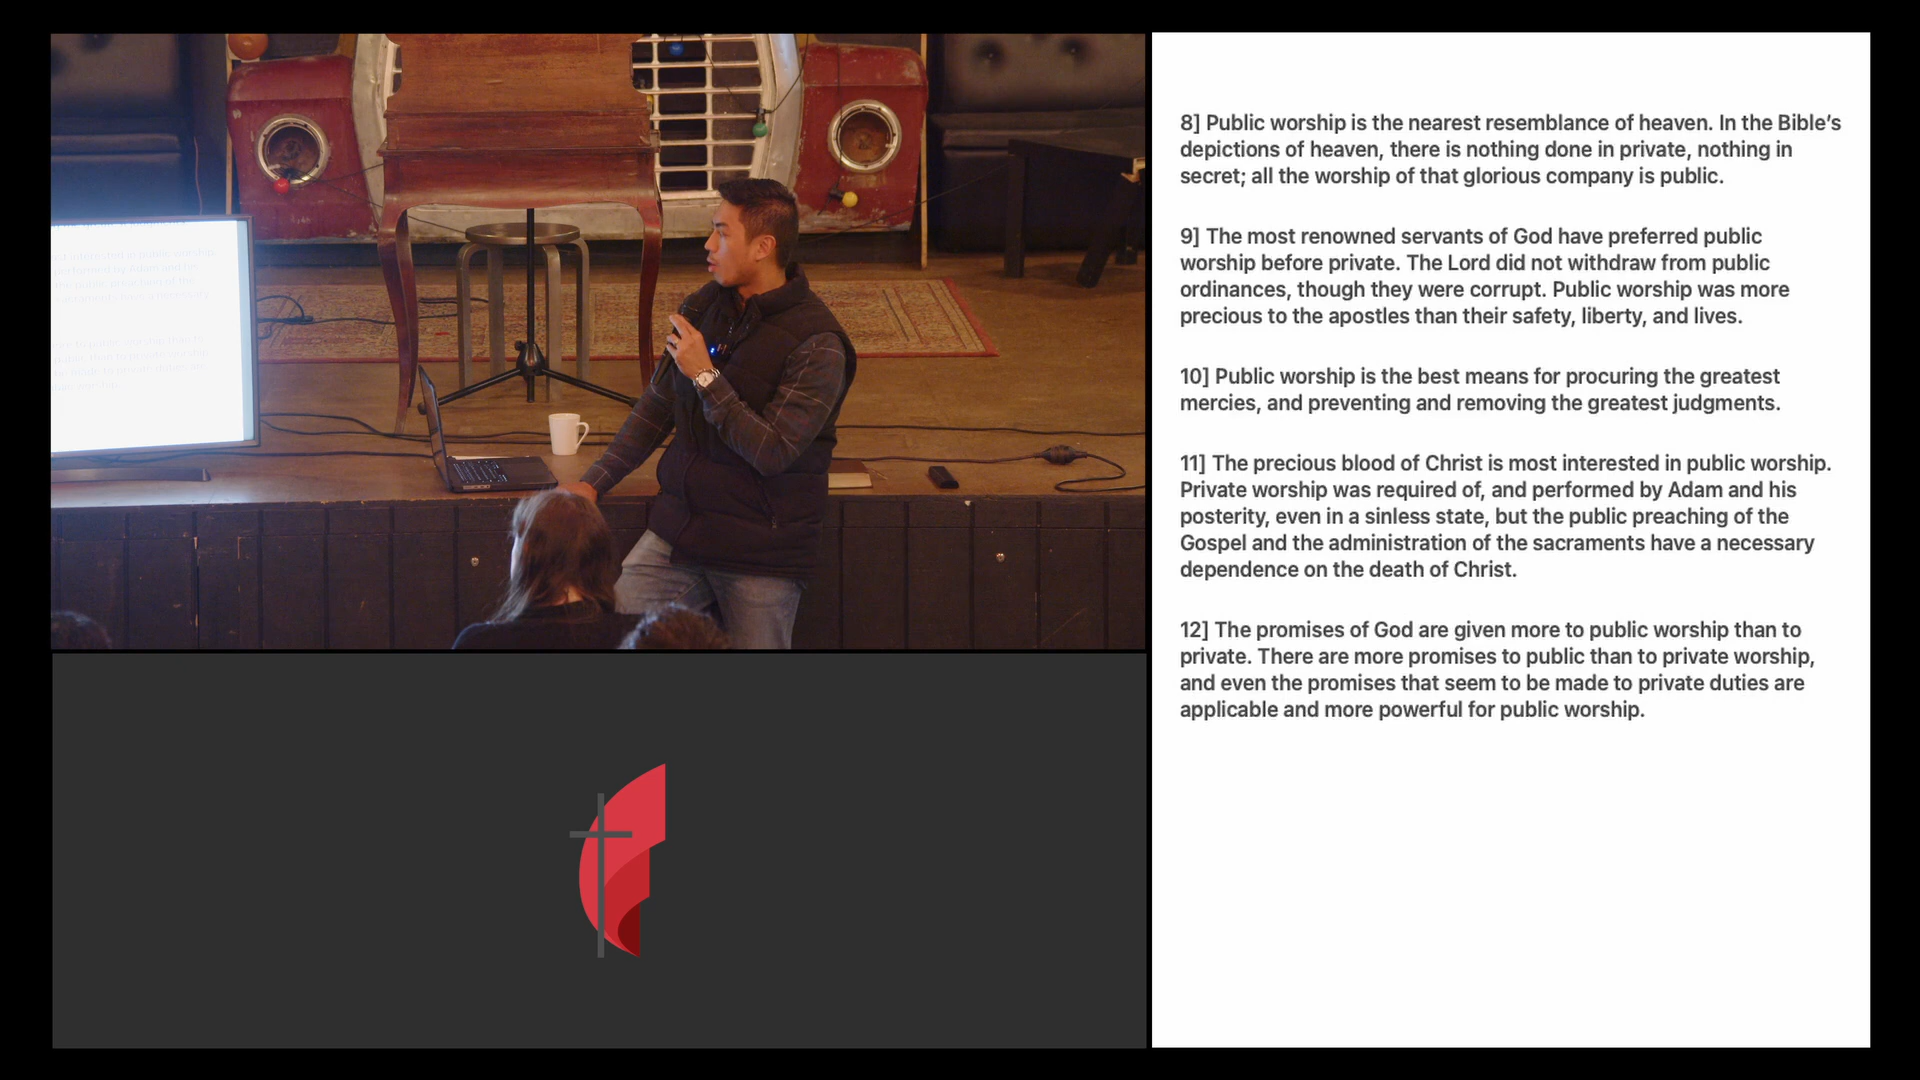 8] Public worship is the nearest resemblance of heaven. In the Bible’s
depictions of heaven, there is nothing done in private, nothing in
secret; all the worship of that glorious company is public.
9] The most renowned servants of God have preferred public
worship before private. The Lord did not withdraw from public
ordinances, though they were corrupt. Public worship was more
precious to the apostles than their safety, liberty, and lives.
10] Public worship is the best means for procuring the greatest
mercies, and preventing and removing the greatest judgments.
11] The precious blood of Christ is most interested in public worship.
Private worship was required of, and performed by Adam and his
posterity, even in a sinless state, but the public preaching of the
Gospel and the administration of the sacraments have a necessary
dependence on the death of Christ.
12] The promises of God are given more to public worship than to
private. There are more promises to public than to private worship,
and even the promises that seem to be made to private duties are
applicable and more powerful for public worship.